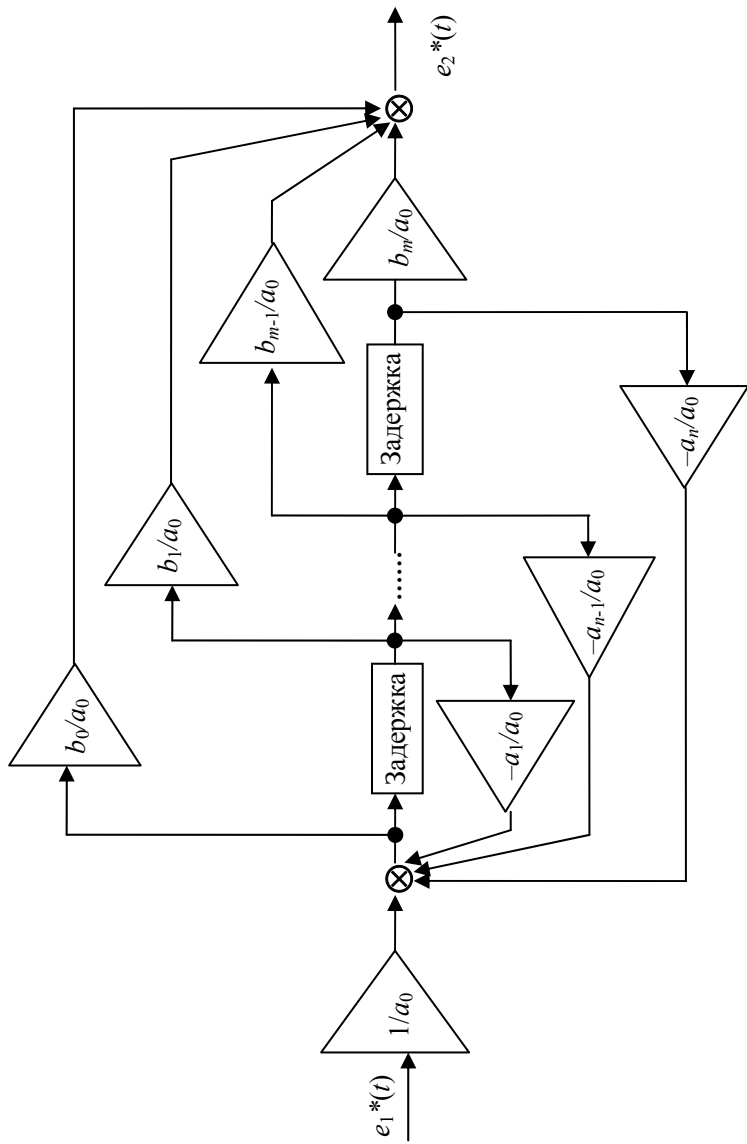 e₂*(t)
b₀/a₀
b₁/a₀
bₘ₋₁/a₀
bₘ/a₀
Задержка
......
Задержка
–a₁/a₀
–aₙ₋₁/a₀
–aₙ/a₀
1/a₀
e₁*(t)